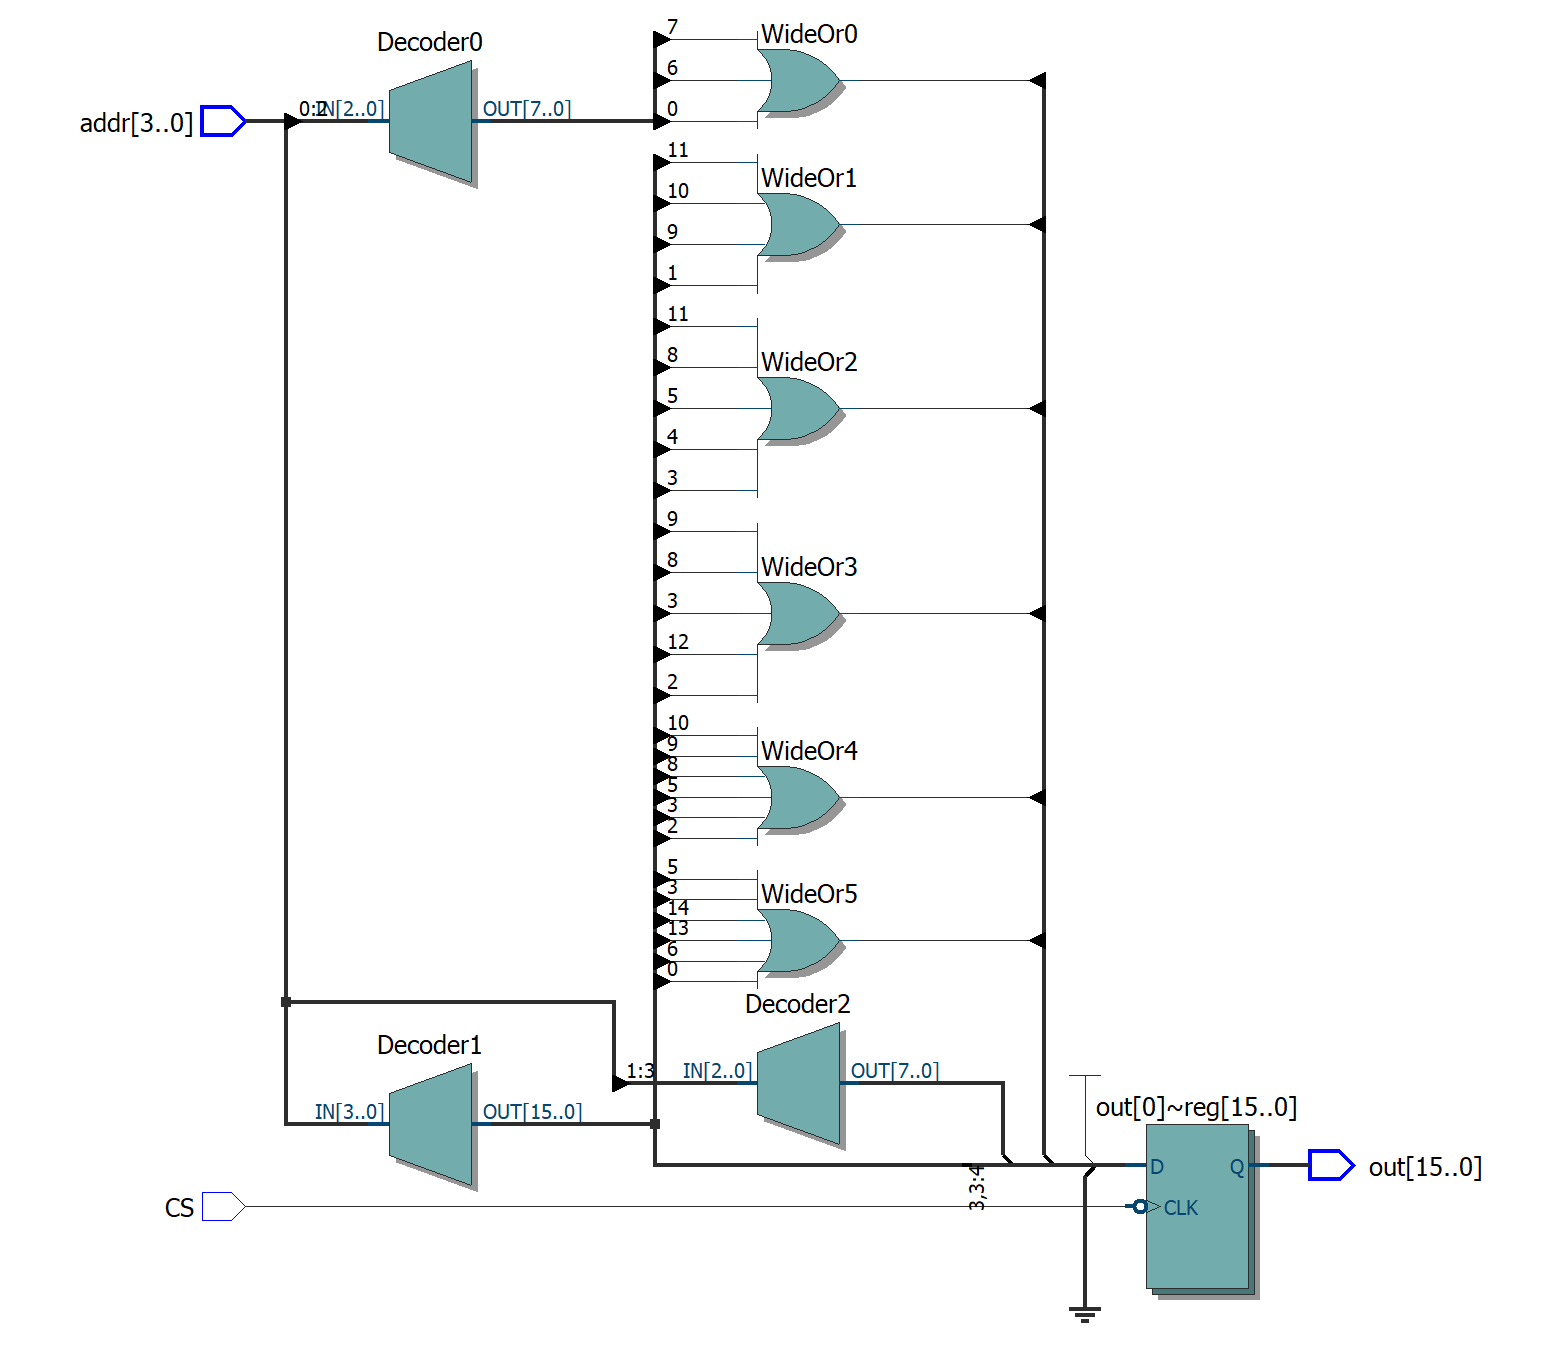 Decoder0
addr[3..0]
0:2
IN[2..0]
OUT[7..0]
7
6
0
WideOr0
11
10
9
1
WideOr1
11
8
5
4
3
WideOr2
9
8
3
12
2
WideOr3
10
9
8
5
3
2
WideOr4
5
3
14
13
6
0
WideOr5
Decoder2
1:3
IN[2..0]
OUT[7..0]
Decoder1
IN[3..0]
OUT[15..0]
3,3:4
out[0]~reg[15..0]
D
Q
CLK
out[15..0]
CS